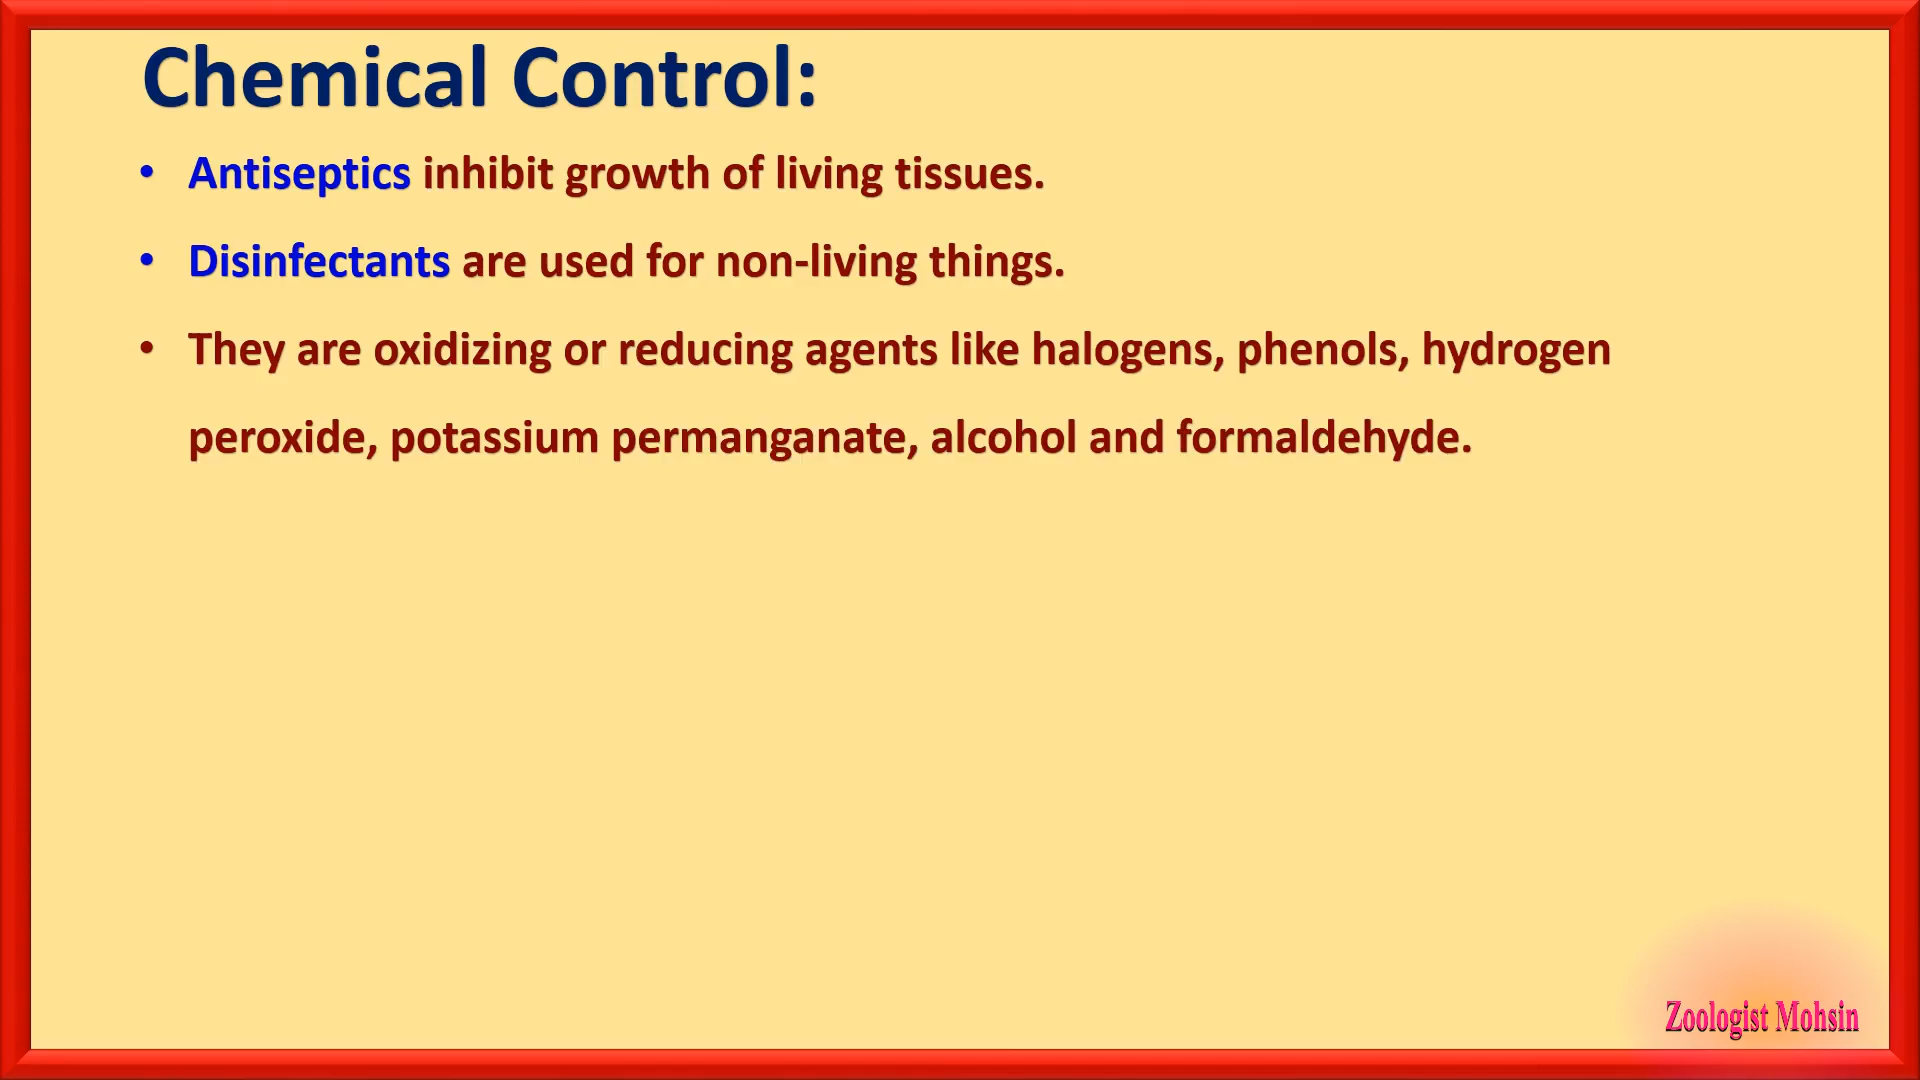 Chemical Control:
• Antiseptics inhibit growth of living tissues.
• Disinfectants are used for non-living things.
• They are oxidizing or reducing agents like halogens, phenols, hydrogen
peroxide, potassium permanganate, alcohol and formaldehyde.
Zoologist Mohsin